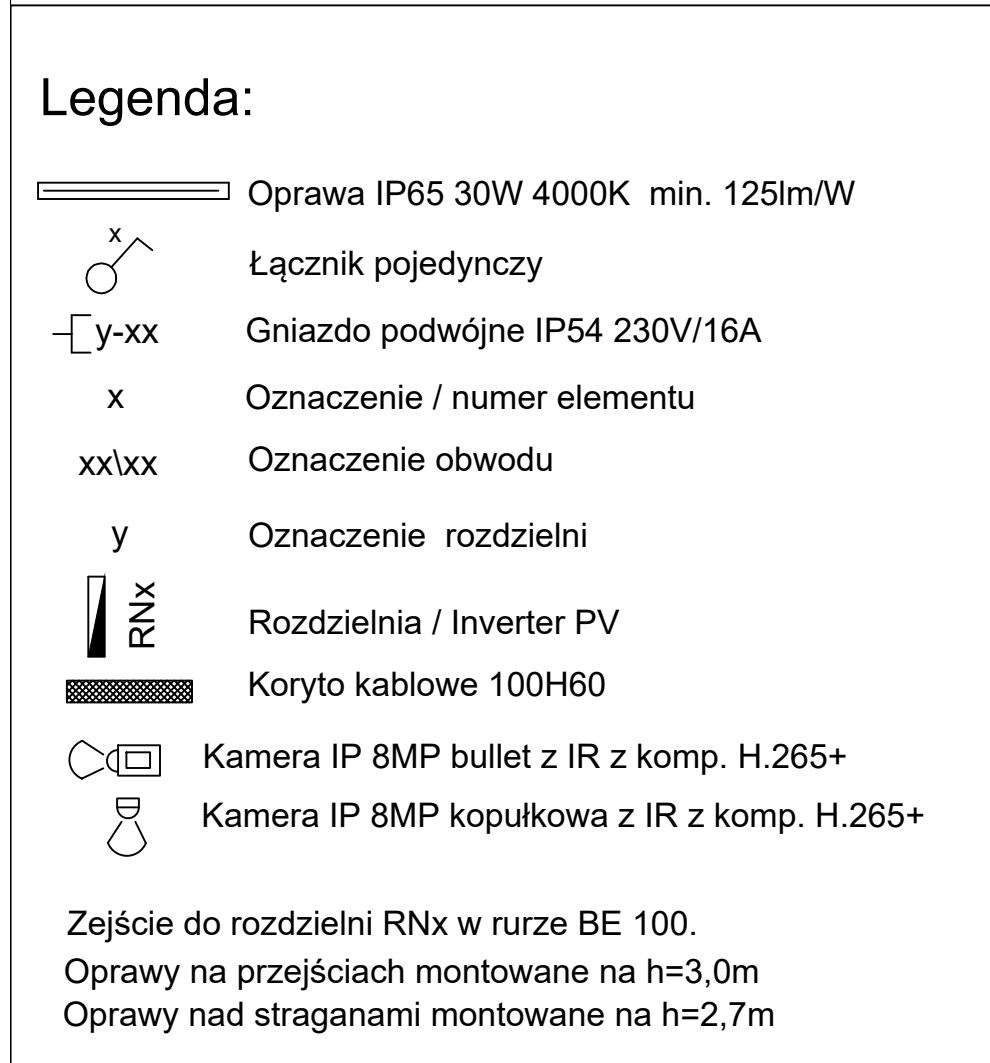 Legenda:
Oprawa IP65 30W 4000K min. 125lm/W
x Łącznik pojedynczy
y-xx Gniazdo podwójne IP54 230V/16A
x Oznaczenie / numer elementu
xx\xx Oznaczenie obwodu
y Oznaczenie rozdzielni
RNx Rozdzielnia / Inverter PV
Koryto kablowe 100H60
Kamera IP 8MP bullet z IR z komp. H.265+
Kamera IP 8MP kopułkowa z IR z komp. H.265+
Zejście do rozdzielni RNx w rurze BE 100.
Oprawy na przejściach montowane na h=3,0m
Oprawy nad straganami montowane na h=2,7m